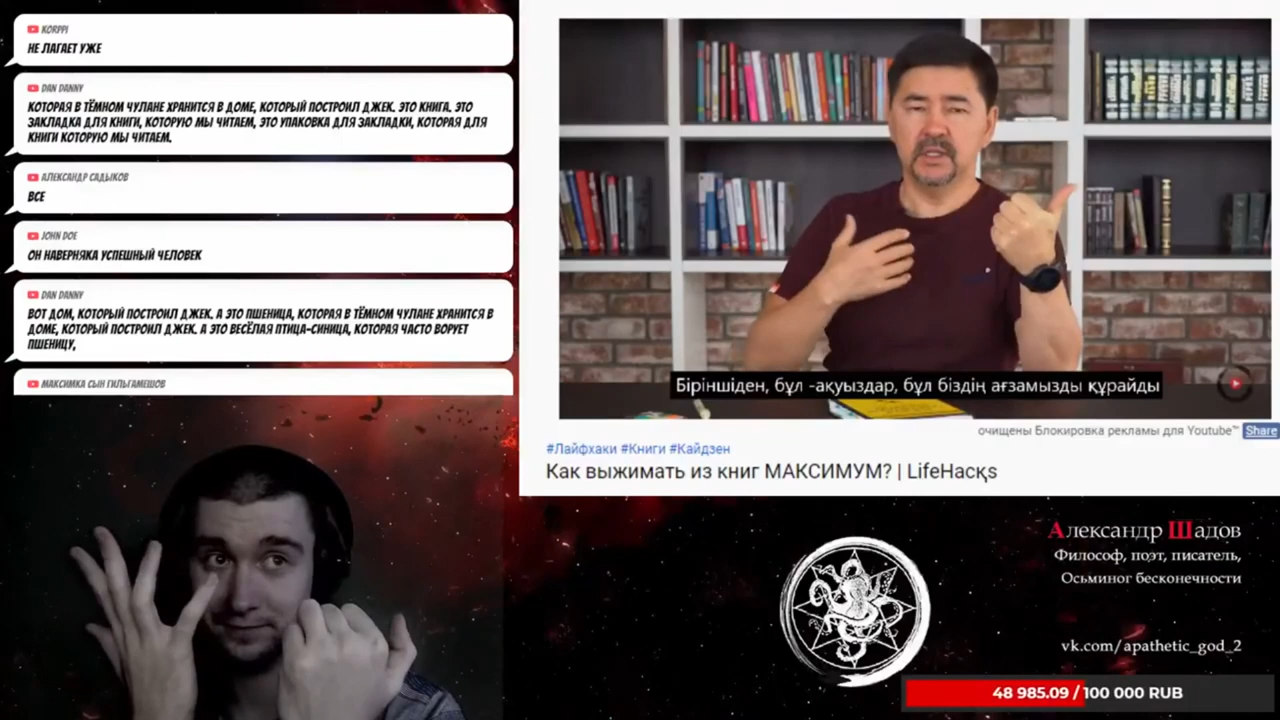 KORPPI
НЕ ЛАГАЕТ УЖЕ
DAN DANNY
КОТОРАЯ В ТЁМНОМ ЧУЛАНЕ ХРАНИТСЯ В ДОМЕ, КОТОРЫЙ ПОСТРОИЛ ДЖЕК. ЭТО КНИГА. ЭТО
ЗАКЛАДКА ДЛЯ КНИГИ, КОТОРУЮ МЫ ЧИТАЕМ, ЭТО УПАКОВКА ДЛЯ ЗАКЛАДКИ, КОТОРАЯ ДЛЯ
КНИГИ КОТОРУЮ МЫ ЧИТАЕМ.
АЛЕКСАНДР САДЫКОВ
ВСЕ
JOHN DOE
ОН НАВЕРНЯКА УСПЕШНЫЙ ЧЕЛОВЕК
DAN DANNY
ВОТ ДОМ, КОТОРЫЙ ПОСТРОИЛ ДЖЕК. А ЭТО ПШЕНИЦА, КОТОРАЯ В ТЁМНОМ ЧУЛАНЕ ХРАНИТСЯ В
ДОМЕ, КОТОРЫЙ ПОСТРОИЛ ДЖЕК. А ЭТО ВЕСЁЛАЯ ПТИЦА-СИНИЦА, КОТОРАЯ ЧАСТО ВОРУЕТ
ПШЕНИЦУ,
МАКСИМКА СЫН ГИЛЬГАМЕШОВ
Біріншіден, бұл -ақуыздар, бұл біздің ағзамызды құрайды
очищены Блокировка рекламы для Youtube™ Share
#Лайфхаки #Книги #Кайдзен
Как выжимать из книг МАКСИМУМ? | LifeHacқs
Александр Шадов
Философ, поэт, писатель,
Осьминог бесконечности
vk.com/apathetic_god_2
48 985.09 / 100 000 RUB